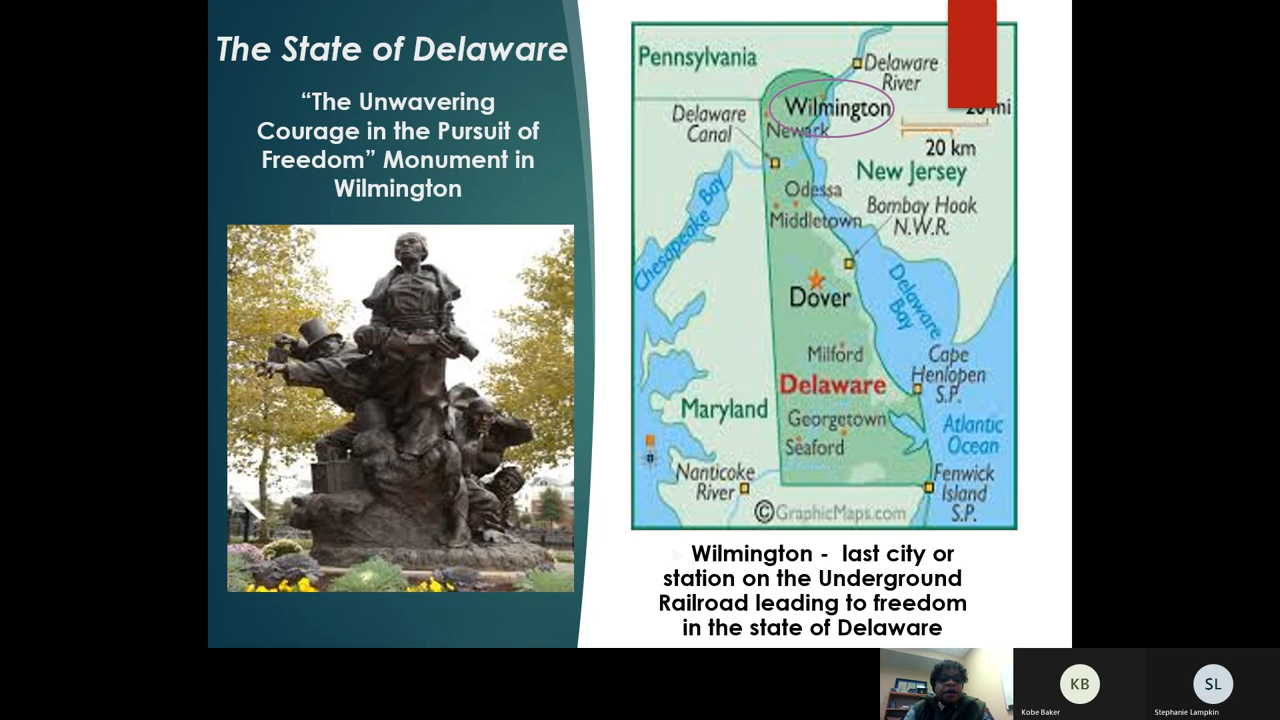 The State of Delaware
“The Unwavering
Courage in the Pursuit of
Freedom” Monument in
Wilmington
Pennsylvania
Delaware
River
Wilmington
20 mi
Delaware
Canal
Newark
20 km
New Jersey
Chesapeake Bay
Odessa
Bombay Hook
N.W.R.
Middletown
Dover
Delaware
Bay
Milford
Cape
Henlopen
S.P.
Delaware
Maryland
Georgetown
Atlantic
Ocean
Seaford
Nanticoke
River
Fenwick
Island
S.P.
©GraphicMaps.com
Wilmington - last city or
station on the Underground
Railroad leading to freedom
in the state of Delaware
KB
SL
Kobe Baker
Stephanie Lampkin